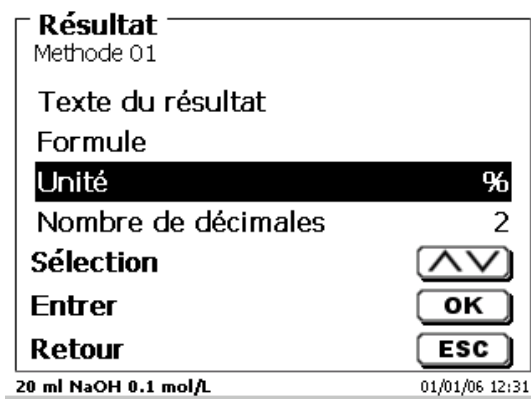 Résultat
Methode 01
Texte du résultat
Formule
Unité %
Nombre de décimales 2
Sélection
Entrer OK
Retour ESC
20 ml NaOH 0.1 mol/L 01/01/06 12:31